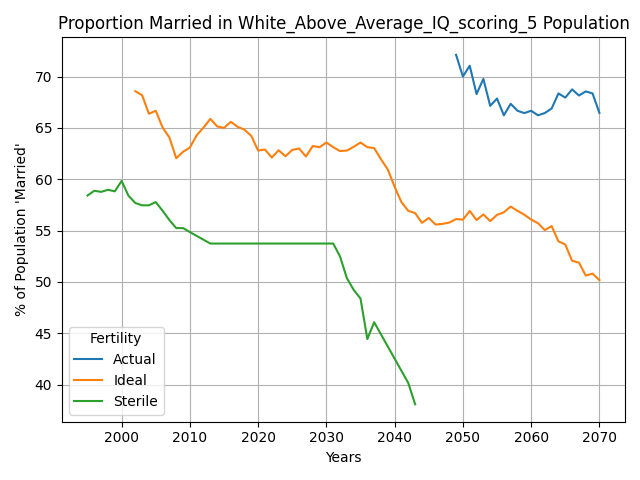 Proportion Married in White_Above_Average_IQ_scoring_5 Population
% of Population 'Married'
70
65
60
55
50
45
40
Fertility
Actual
Ideal
Sterile
2000 2010 2020 2030 2040 2050 2060 2070
Years